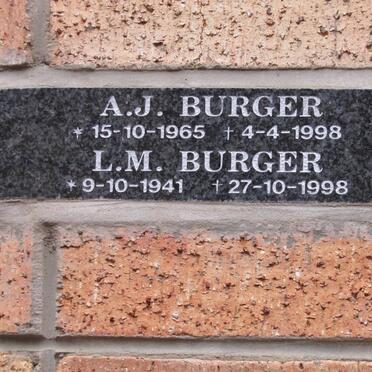 A.J. BURGER
* 15-10-1965 † 4-4-1998
L.M. BURGER
* 9-10-1941 † 27-10-1998